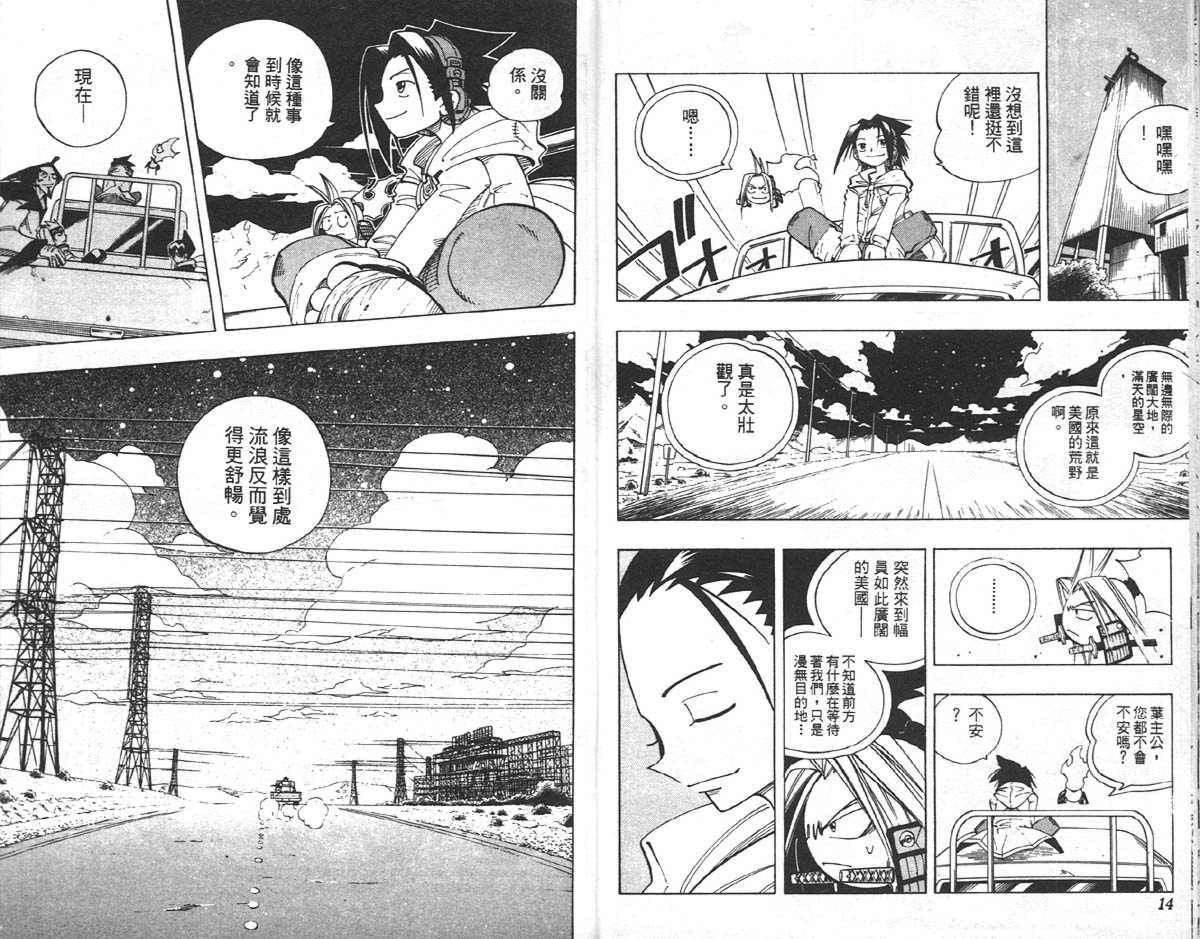 嘿嘿嘿
！
沒想到這
裡還挺不
錯呢！
嗯……
ゴオオオオ
無邊無際的
廣闊大地，
滿天的星空
，
原來這就是
美國的荒野
啊。
真是太壯
觀了。
……
葉主公，
您都不會
不安嗎？
不安
？
突然來到幅
員如此廣闊
的美國——
不知道前方
有什麼在等待
著我們，只是
漫無目的地…
14
沒關
係。
像這種事
到時候就
會知道了
。
現在——
像這樣到處
流浪反而覺
得更舒暢。